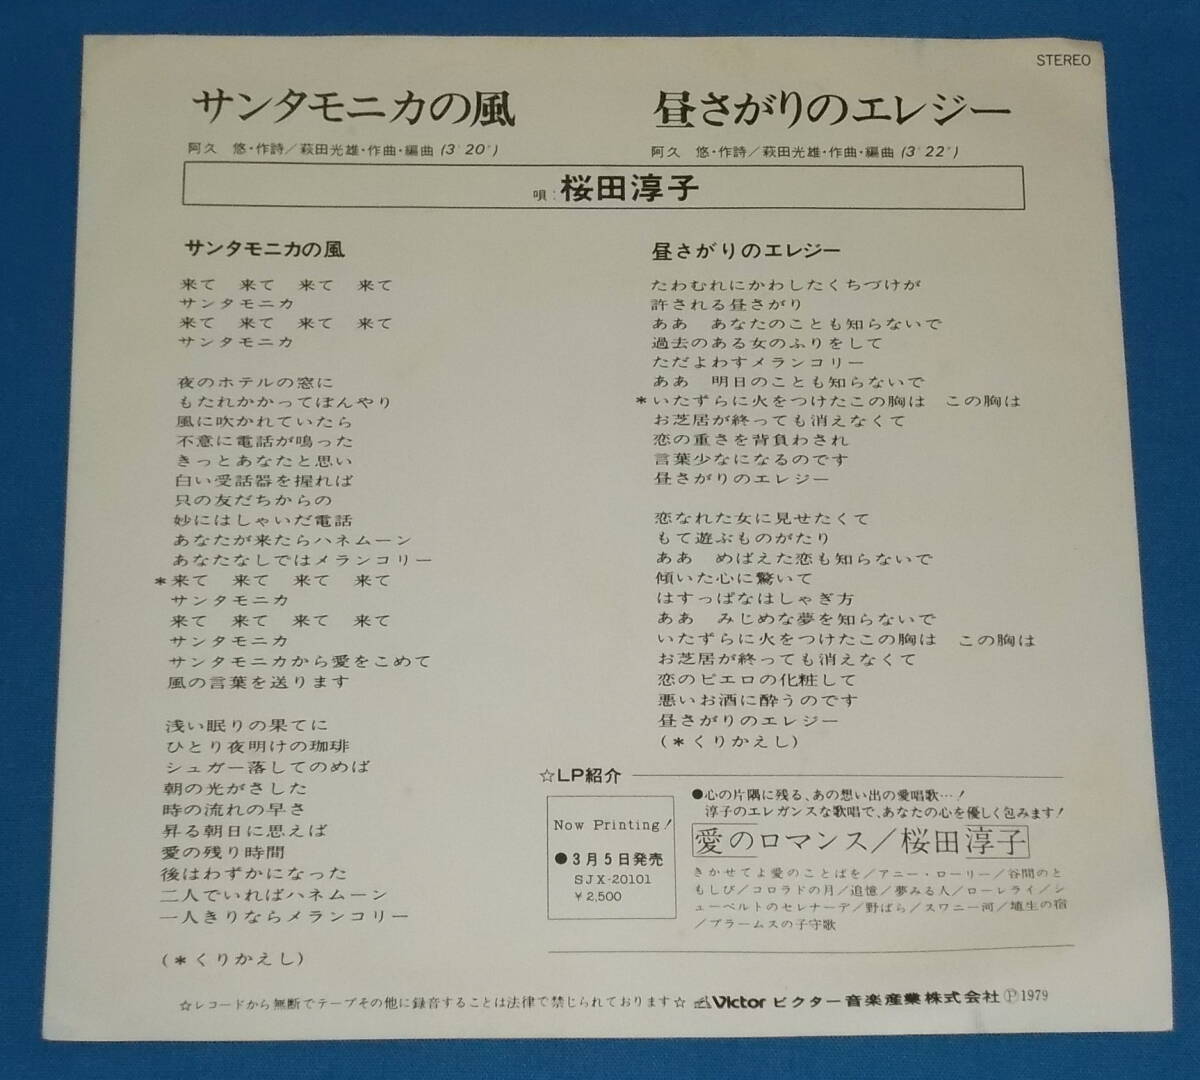 STEREO
サンタモニカの風
阿久 悠・作詩／萩田光雄・作曲・編曲 (3′20″)
昼さがりのエレジー
阿久 悠・作詩／萩田光雄・作曲・編曲 (3′22″)
唄：桜田淳子
サンタモニカの風
来て 来て 来て 来て
サンタモニカ
来て 来て 来て 来て
サンタモニカ
夜のホテルの窓に
もたれかかってぼんやり
風に吹かれていたら
不意に電話が鳴った
きっとあなたと思い
白い受話器を握れば
只の友だちからの
妙にはしゃいだ電話
あなたが来たらハネムーン
あなたなしではメランコリー
＊来て 来て 来て 来て
サンタモニカ
来て 来て 来て 来て
サンタモニカ
サンタモニカから愛をこめて
風の言葉を送ります
浅い眠りの果てに
ひとり夜明けの珈琲
シュガー落してのめば
朝の光がさした
時の流れの早さ
昇る朝日に思えば
愛の残り時間
後はわずかになった
二人でいればハネムーン
一人きりならメランコリー
(＊くりかえし)
昼さがりのエレジー
たわむれにかわしたくちづけが
許される昼さがり
ああ あなたのことも知らないで
過去のある女のふりをして
ただよわすメランコリー
ああ 明日のことも知らないで
＊いたずらに火をつけたこの胸は この胸は
お芝居が終っても消えなくて
恋の重さを背負わされ
言葉少なになるのです
昼さがりのエレジー
恋なれた女に見せたくて
もて遊ぶものがたり
ああ めばえた恋も知らないで
傾いた心に驚いて
はすっぱなはしゃぎ方
ああ みじめな夢を知らないで
いたずらに火をつけたこの胸は この胸は
お芝居が終っても消えなくて
恋のピエロの化粧して
悪いお酒に酔うのです
昼さがりのエレジー
(＊くりかえし)
☆LP紹介
Now Printing！
●3月5日発売
SJX-20101
￥2,500
●心の片隅に残る、あの想い出の愛唱歌…！
淳子のエレガンスな歌唱で、あなたの心を優しく包みます！
愛のロマンス／桜田淳子
きかせてよ愛のことばを／アニー・ローリー／谷間のと
もしび／コロラドの月／追憶／夢みる人／ローレライ／シ
ューベルトのセレナーデ／野ばら／スワニー河／埴生の宿
／ブラームスの子守歌
☆レコードから無断でテープその他に録音することは法律で禁じられております☆ Victor ビクター音楽産業株式会社 Ⓟ1979